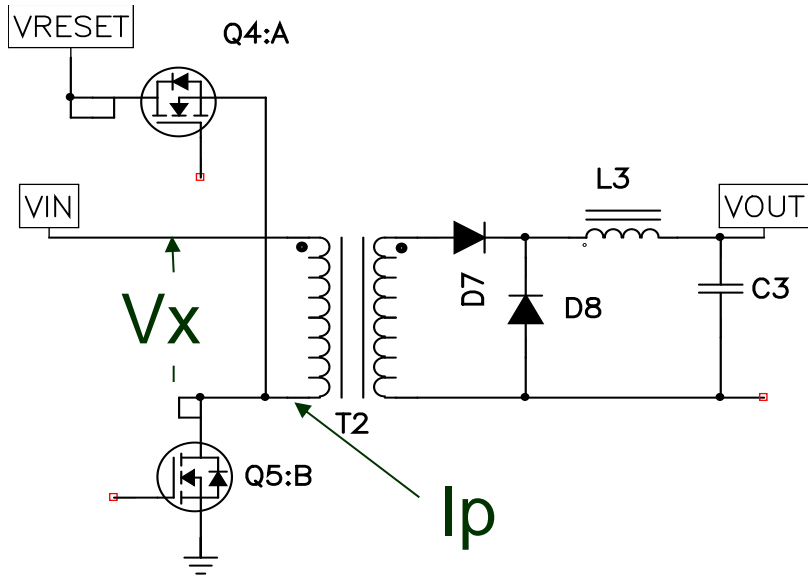 VRESET
Q4:A
VIN
L3
VOUT
Vx
D7
D8
C3
T2
Q5:B
Ip